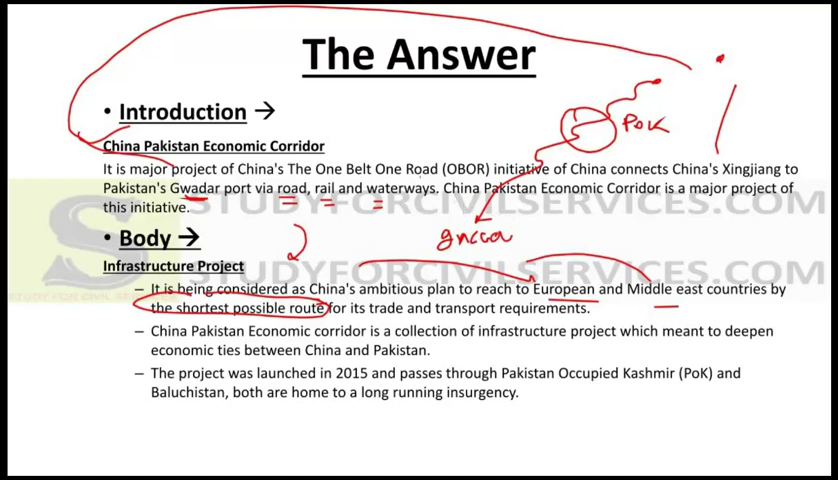 The Answer
• Introduction →
PoK
China Pakistan Economic Corridor
It is major project of China's The One Belt One Road (OBOR) initiative of China connects China's Xingjiang to
Pakistan's Gwadar port via road, rail and waterways. China Pakistan Economic Corridor is a major project of
this initiative.
STUDYFORCIVILSERVICES.COM
• Body →
Infrastructure Project
STUDYFORCIVILSERVICES.COM
STUDY FOR CIVIL SERVICES
– It is being considered as China's ambitious plan to reach to European and Middle east countries by
the shortest possible route for its trade and transport requirements.
– China Pakistan Economic corridor is a collection of infrastructure project which meant to deepen
economic ties between China and Pakistan.
– The project was launched in 2015 and passes through Pakistan Occupied Kashmir (PoK) and
Baluchistan, both are home to a long running insurgency.